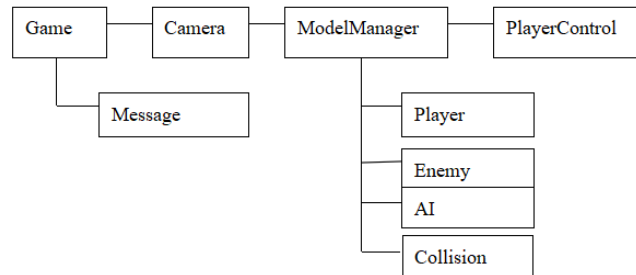 Game
Camera
ModelManager
PlayerControl
Message
Player
Enemy
AI
Collision